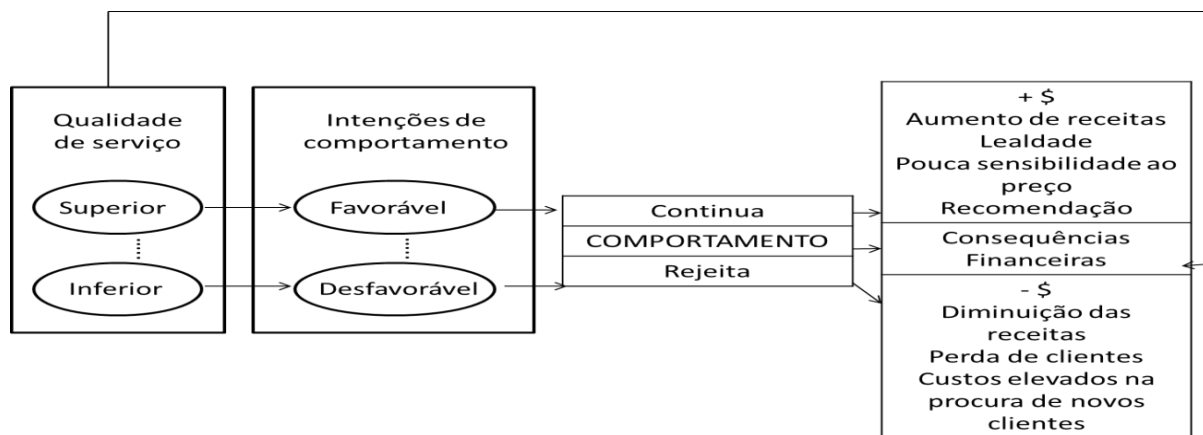 Qualidade
de serviço
Superior
Inferior
Intenções de
comportamento
Favorável
Desfavorável
Continua
COMPORTAMENTO
Rejeita
+ $
Aumento de receitas
Lealdade
Pouca sensibilidade ao
preço
Recomendação
Consequências
Financeiras
- $
Diminuição das
receitas
Perda de clientes
Custos elevados na
procura de novos
clientes